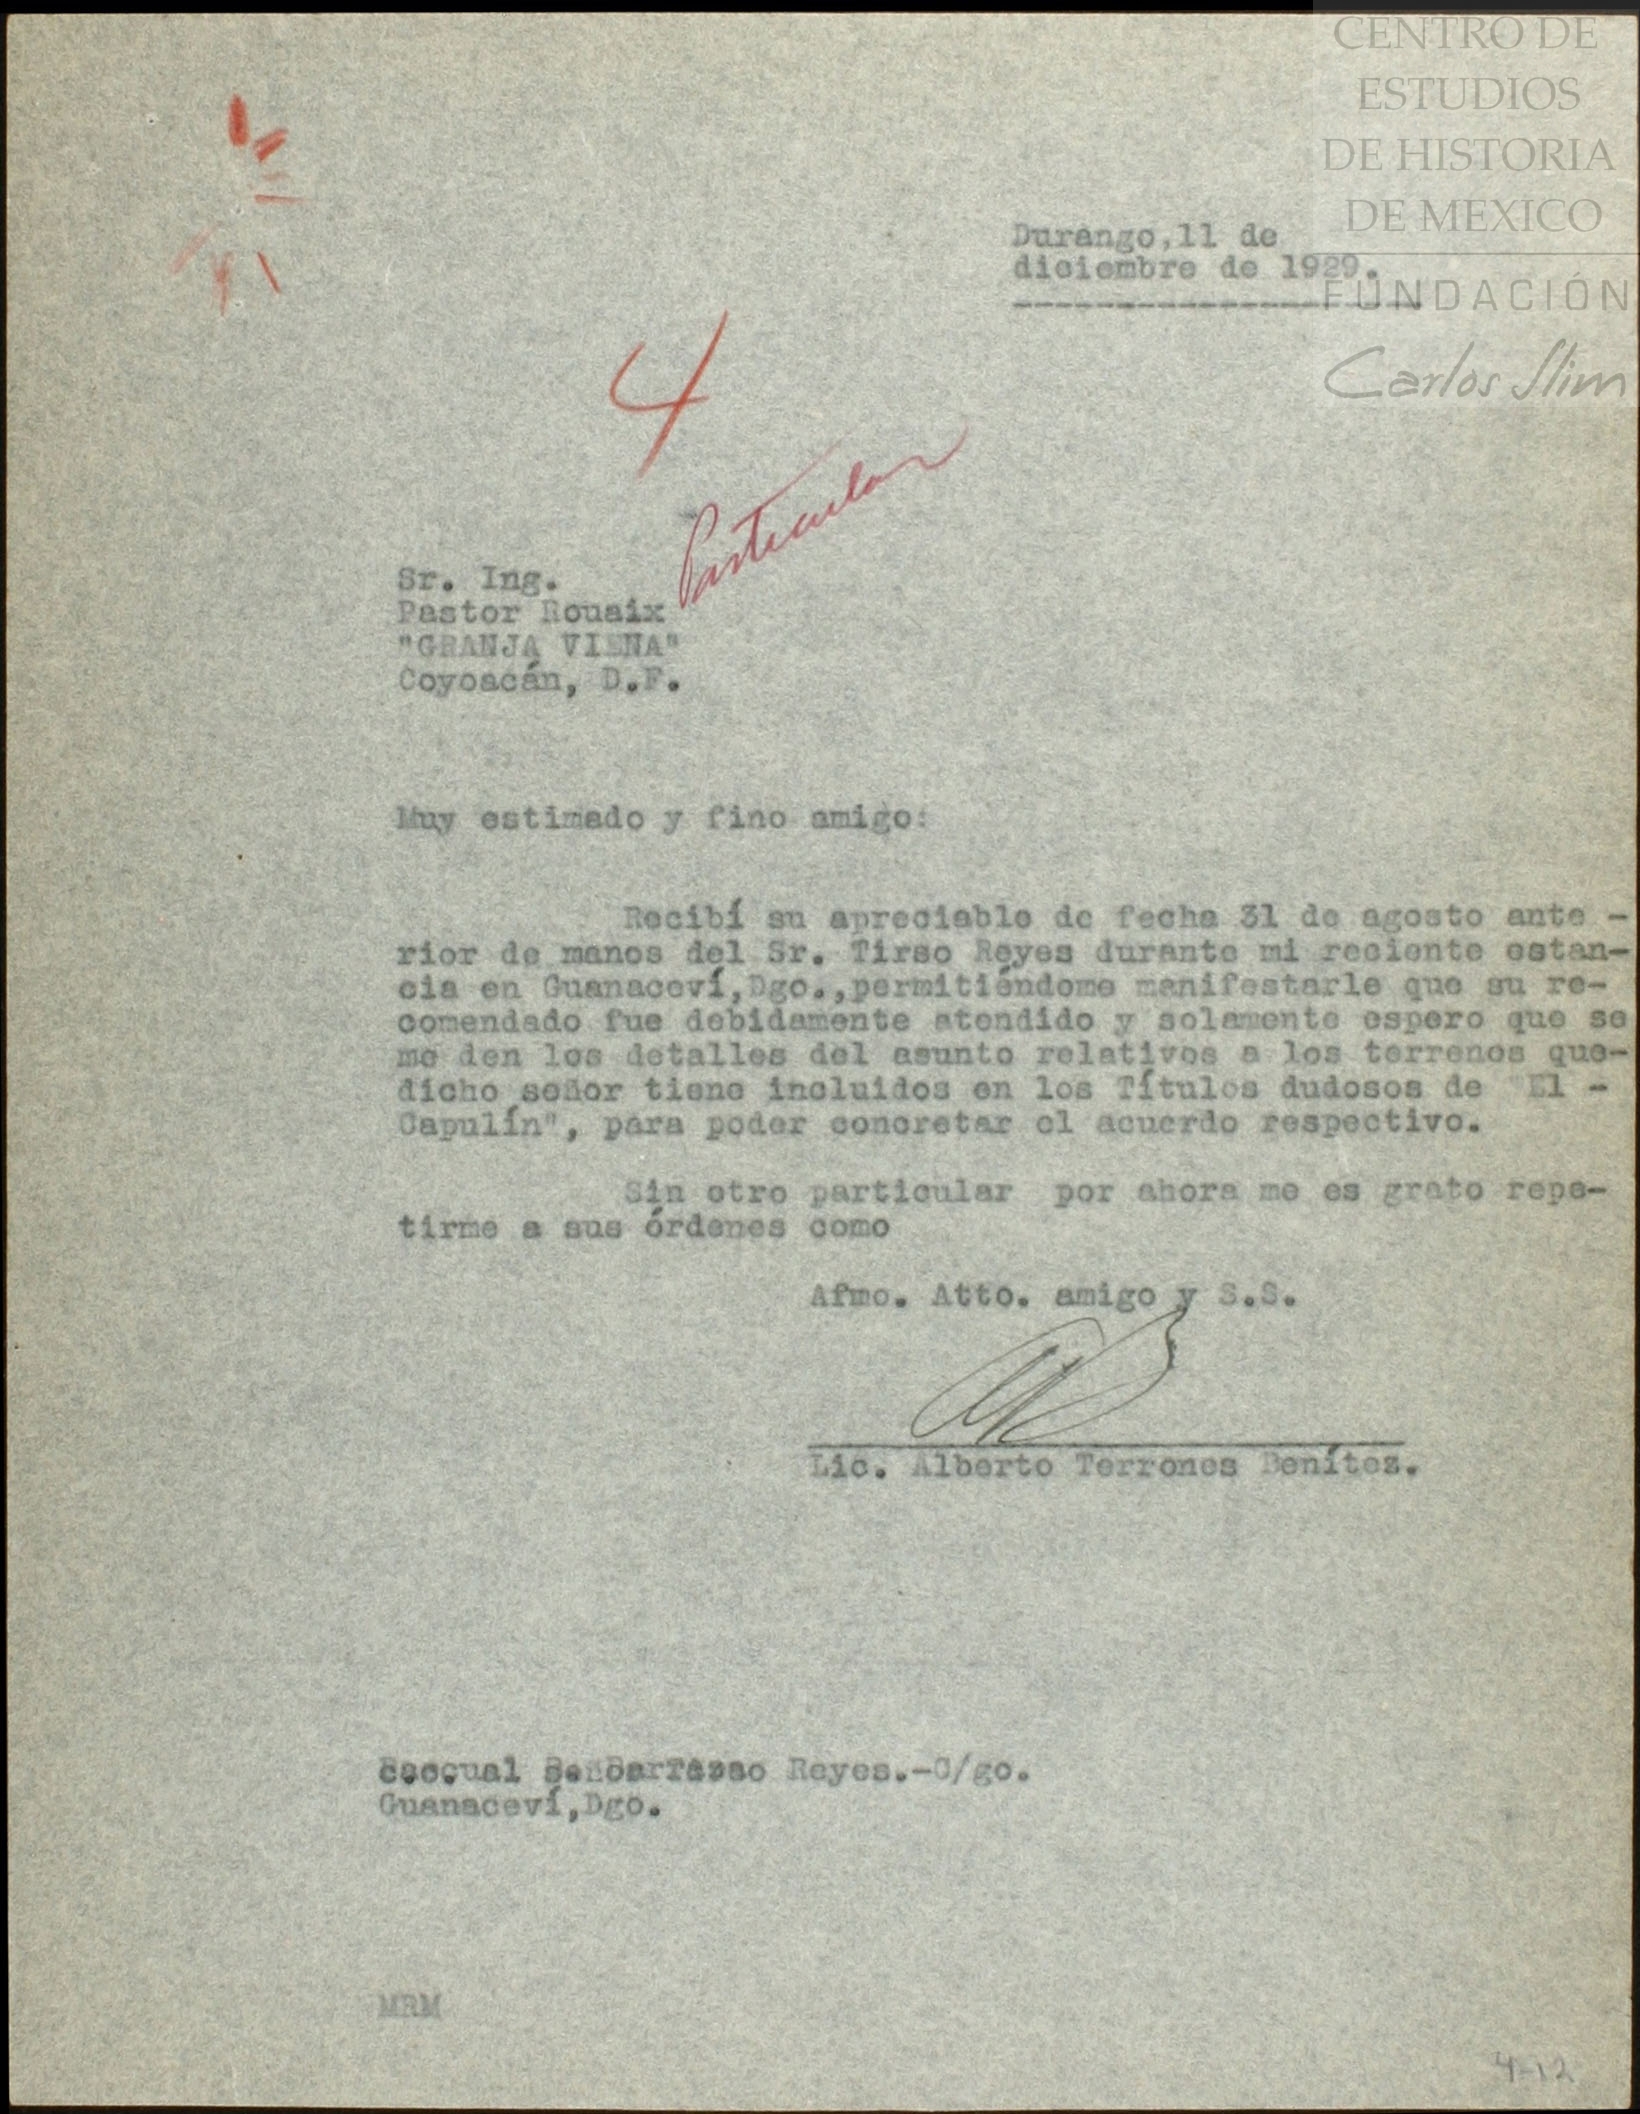 CENTRO DE
ESTUDIOS
DE HISTORIA
DE MEXICO
FUNDACIÓN
Carlos Slim
Durango,11 de
diciembre de 1929.
4
Particular
Sr. Ing.
Pastor Rouaix
"GRANJA VIENA"
Coyoacán, D.F.
Muy estimado y fino amigo:
Recibí su apreciable de fecha 31 de agosto ante -
rior de manos del Sr. Tirso Reyes durante mi reciente estan-
cia en Guanaceví,Dgo.,permitiéndome manifestarle que su re-
comendado fue debidamente atendido y solamente espero que se
me den los detalles del asunto relativos a los terrenos que-
dicho señor tiene incluidos en los Títulos dudosos de "El -
Capulín", para poder concretar el acuerdo respectivo.
Sin otro particular por ahora me es grato repe-
tirme a sus órdenes como
Afmo. Atto. amigo y S.S.
Lic. Alberto Terrones Benítez.
Reyes.-C/go.
Guanaceví,Dgo.
MRM
4-12